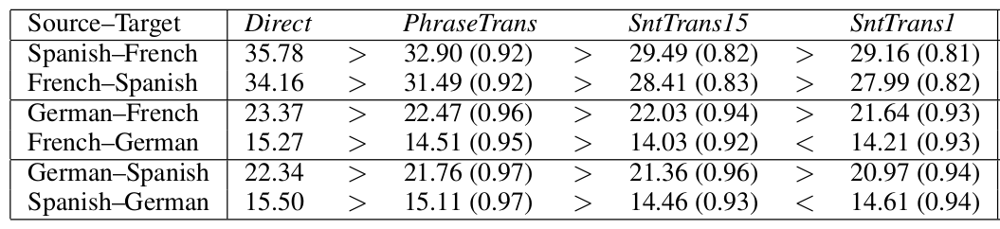 Source–Target Direct PhraseTrans SntTrans15 SntTrans1
Spanish–French 35.78 > 32.90 (0.92) > 29.49 (0.82) > 29.16 (0.81)
French–Spanish 34.16 > 31.49 (0.92) > 28.41 (0.83) > 27.99 (0.82)
German–French 23.37 > 22.47 (0.96) > 22.03 (0.94) > 21.64 (0.93)
French–German 15.27 > 14.51 (0.95) > 14.03 (0.92) < 14.21 (0.93)
German–Spanish 22.34 > 21.76 (0.97) > 21.36 (0.96) > 20.97 (0.94)
Spanish–German 15.50 > 15.11 (0.97) > 14.46 (0.93) < 14.61 (0.94)